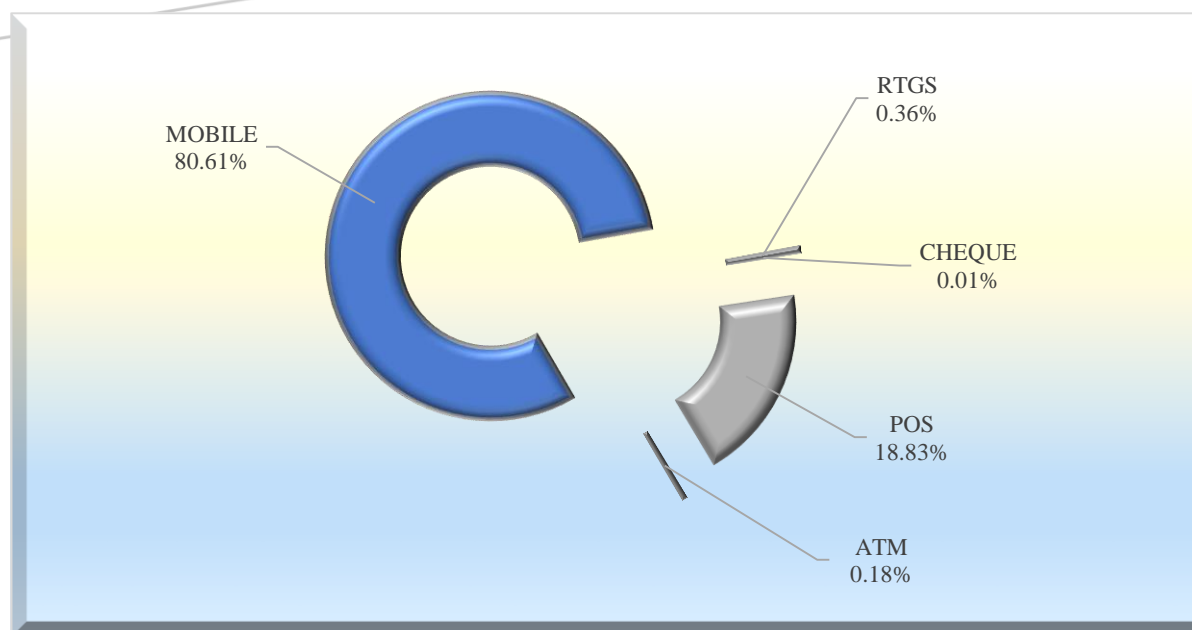 RTGS
0.36%
MOBILE
80.61%
CHEQUE
0.01%
POS
18.83%
ATM
0.18%